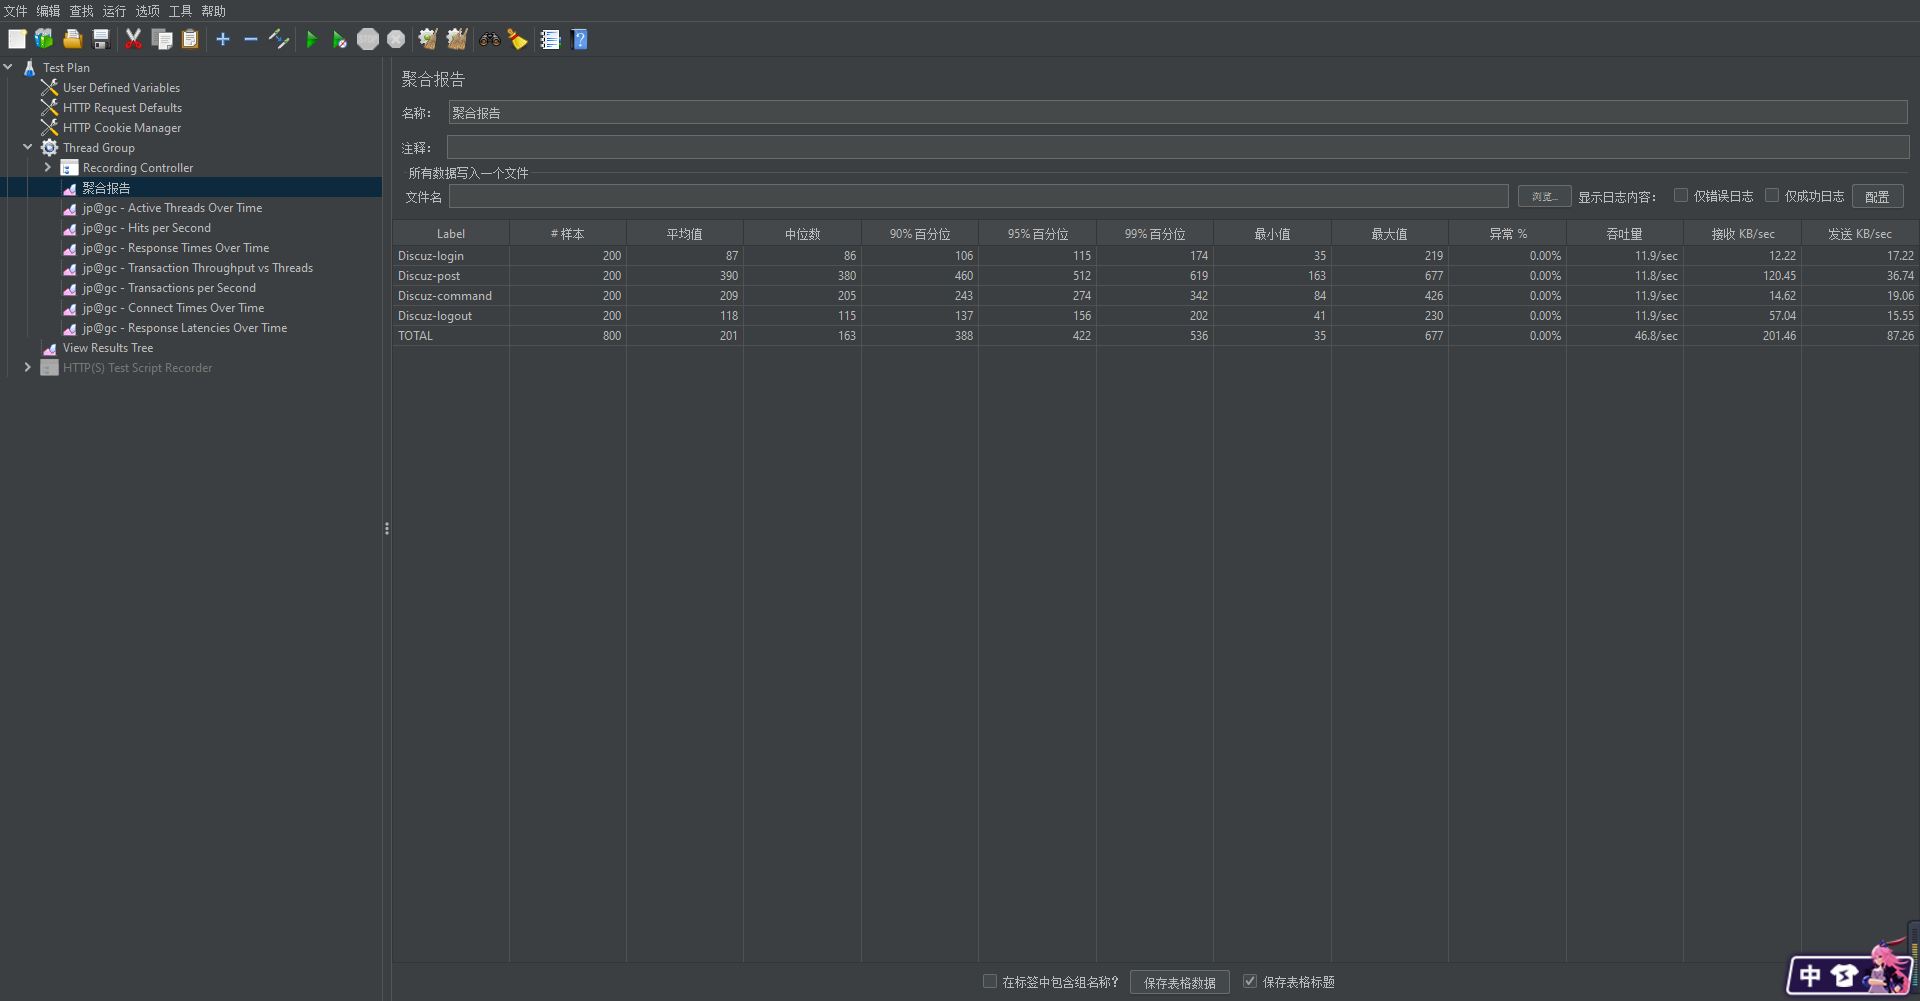 文件 编辑 查找 运行 选项 工具 帮助
Test Plan
User Defined Variables
HTTP Request Defaults
HTTP Cookie Manager
Thread Group
Recording Controller
聚合报告
jp@gc - Active Threads Over Time
jp@gc - Hits per Second
jp@gc - Response Times Over Time
jp@gc - Transaction Throughput vs Threads
jp@gc - Transactions per Second
jp@gc - Connect Times Over Time
jp@gc - Response Latencies Over Time
View Results Tree
HTTP(S) Test Script Recorder
聚合报告
名称： 聚合报告
注释：
所有数据写入一个文件
文件名 浏览... 显示日志内容： 仅错误日志 仅成功日志 配置
Label # 样本 平均值 中位数 90% 百分位 95% 百分位 99% 百分位 最小值 最大值 异常 % 吞吐量 接收 KB/sec 发送 KB/sec
Discuz-login 200 87 86 106 115 174 35 219 0.00% 11.9/sec 12.22 17.22
Discuz-post 200 390 380 460 512 619 163 677 0.00% 11.8/sec 120.45 36.74
Discuz-command 200 209 205 243 274 342 84 426 0.00% 11.9/sec 14.62 19.06
Discuz-logout 200 118 115 137 156 202 41 230 0.00% 11.9/sec 57.04 15.55
TOTAL 800 201 163 388 422 536 35 677 0.00% 46.8/sec 201.46 87.26
在标签中包含组名称? 保存表格数据 保存表格标题
中